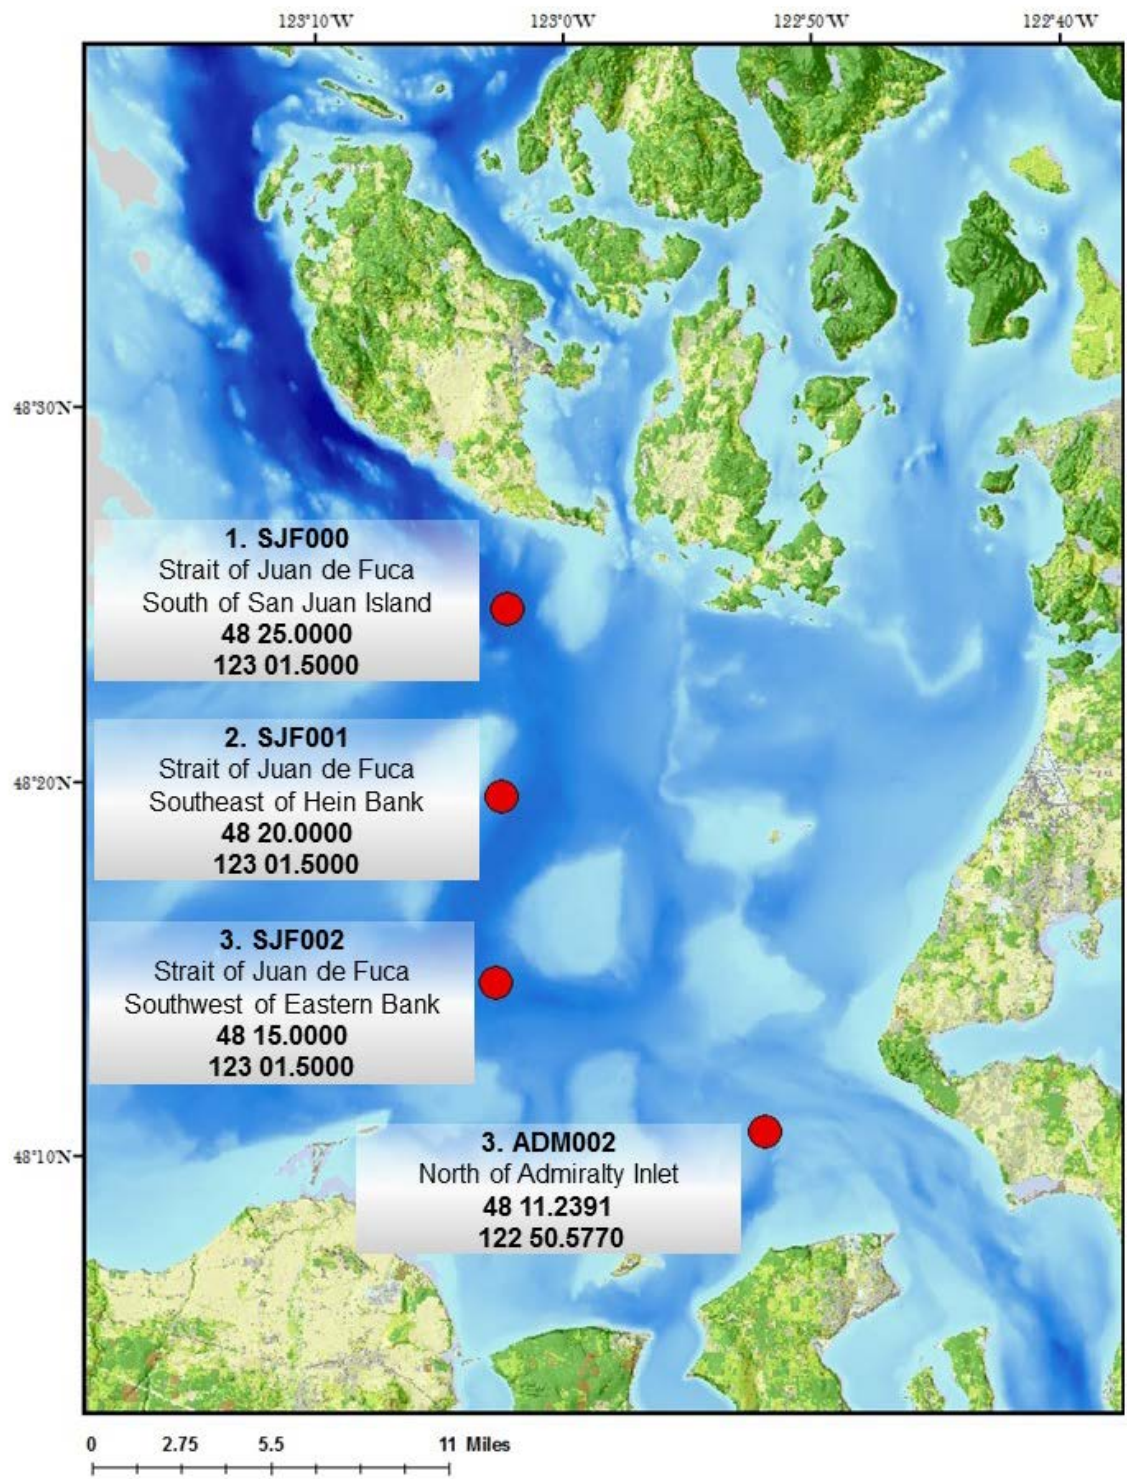 123°10'W 123°0'W 122°50'W 122°40'W
48°30'N
1. SJF000
Strait of Juan de Fuca
South of San Juan Island
48 25.0000
123 01.5000
2. SJF001
Strait of Juan de Fuca
Southeast of Hein Bank
48 20.0000
123 01.5000
48°20'N
3. SJF002
Strait of Juan de Fuca
Southwest of Eastern Bank
48 15.0000
123 01.5000
48°10'N
3. ADM002
North of Admiralty Inlet
48 11.2391
122 50.5770
0 2.75 5.5 11 Miles